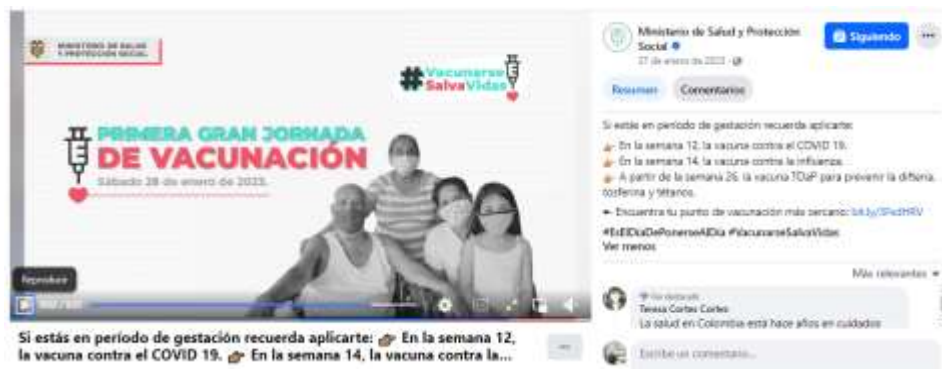 MINISTERIO DE SALUD
Y PROTECCIÓN SOCIAL
#Vacunarse
SalvaVidas
PRIMERA GRAN JORNADA
DE VACUNACIÓN
Sábado 28 de enero de 2023.
Reproducir
Si estás en periodo de gestación recuerda aplicarte: 👉 En la semana 12,
la vacuna contra el COVID 19. 👉 En la semana 14, la vacuna contra la...
Ministerio de Salud y Protección
Social
Siguiendo
27 de enero de 2023
Resumen Comentarios
Si estás en periodo de gestación recuerda aplicarte:
👉 En la semana 12, la vacuna contra el COVID 19.
👉 En la semana 14, la vacuna contra la influenza.
👉 A partir de la semana 26, la vacuna TDaP para prevenir la difteria,
tosferina y tétanos.
Encuentra tu punto de vacunación más cercano:
#EsElDíaDePonerseAlDía #VacunarseSalvaVidas
Ver menos
Más relevantes
Teresa Cortes Cortes
La salud en Colombia está hace años en cuidados
Escribe un comentario...